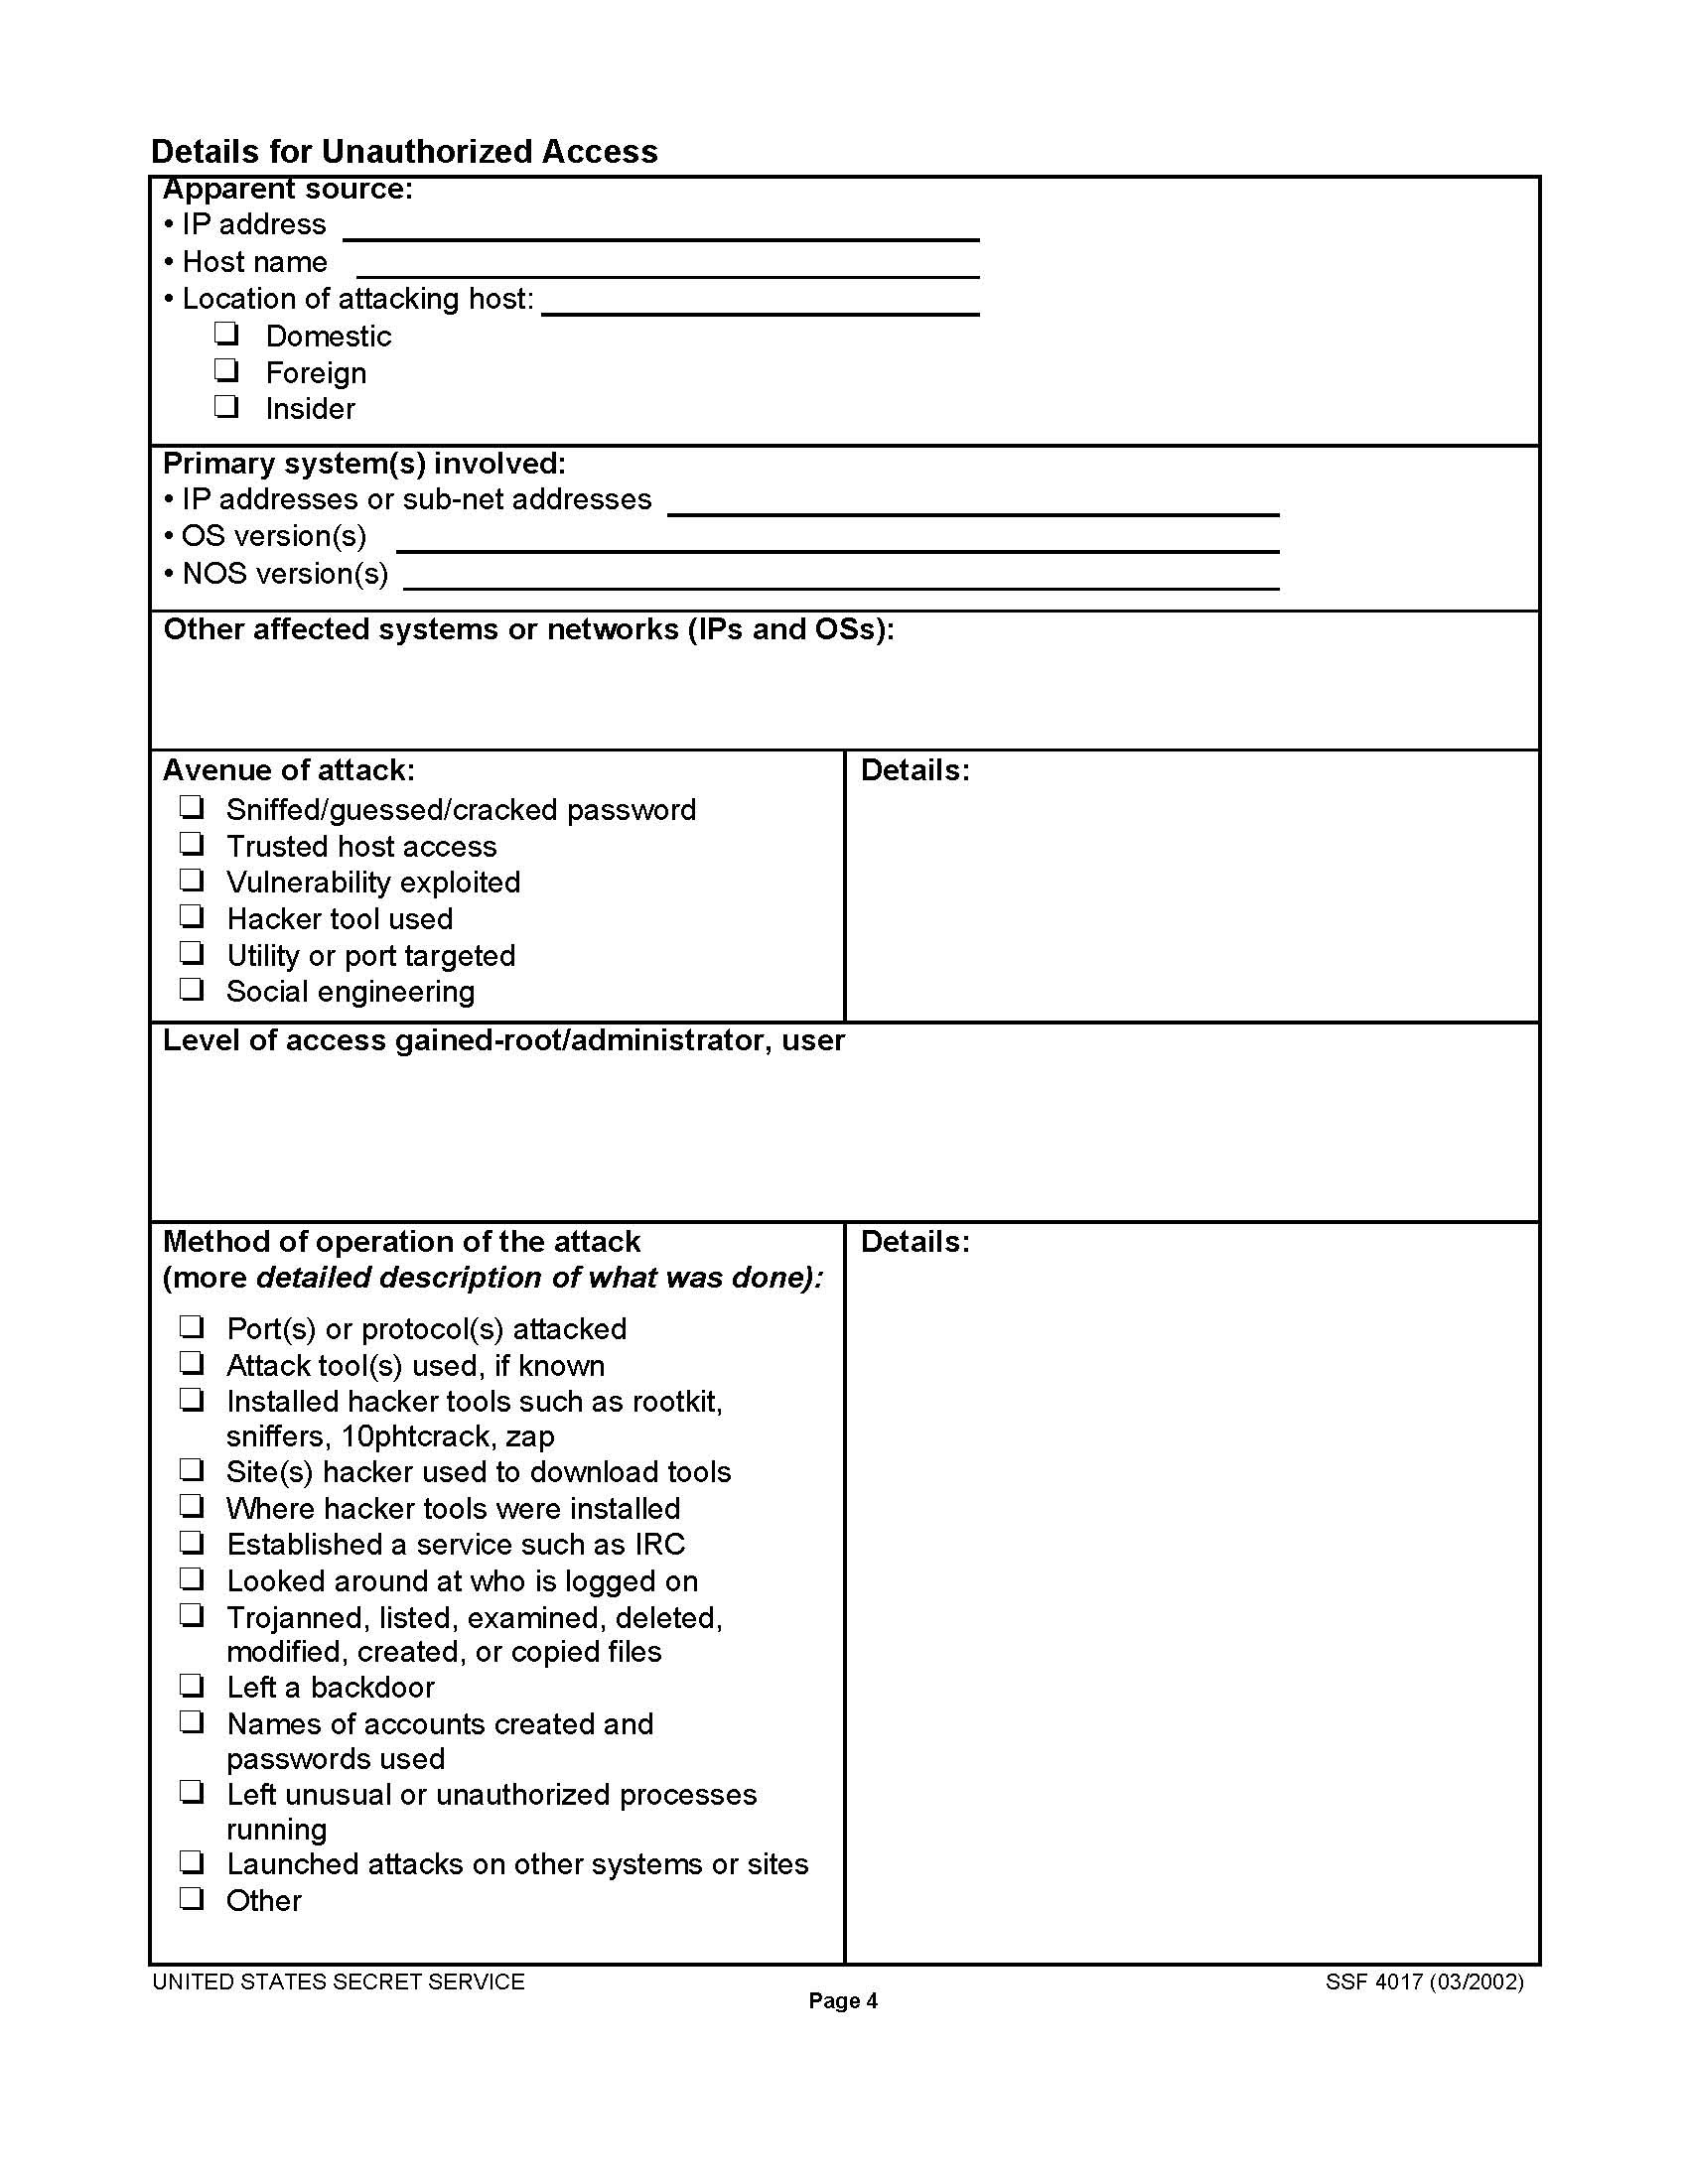 Details for Unauthorized Access
Apparent source:
• IP address
• Host name
• Location of attacking host:
Domestic
Foreign
Insider
Primary system(s) involved:
• IP addresses or sub-net addresses
• OS version(s)
• NOS version(s)
Other affected systems or networks (IPs and OSs):
Avenue of attack:
Sniffed/guessed/cracked password
Trusted host access
Vulnerability exploited
Hacker tool used
Utility or port targeted
Social engineering
Details:
Level of access gained-root/administrator, user
Method of operation of the attack
(more detailed description of what was done):
Port(s) or protocol(s) attacked
Attack tool(s) used, if known
Installed hacker tools such as rootkit,
sniffers, 10phtcrack, zap
Site(s) hacker used to download tools
Where hacker tools were installed
Established a service such as IRC
Looked around at who is logged on
Trojanned, listed, examined, deleted,
modified, created, or copied files
Left a backdoor
Names of accounts created and
passwords used
Left unusual or unauthorized processes
running
Launched attacks on other systems or sites
Other
Details:
UNITED STATES SECRET SERVICE
SSF 4017 (03/2002)
Page 4